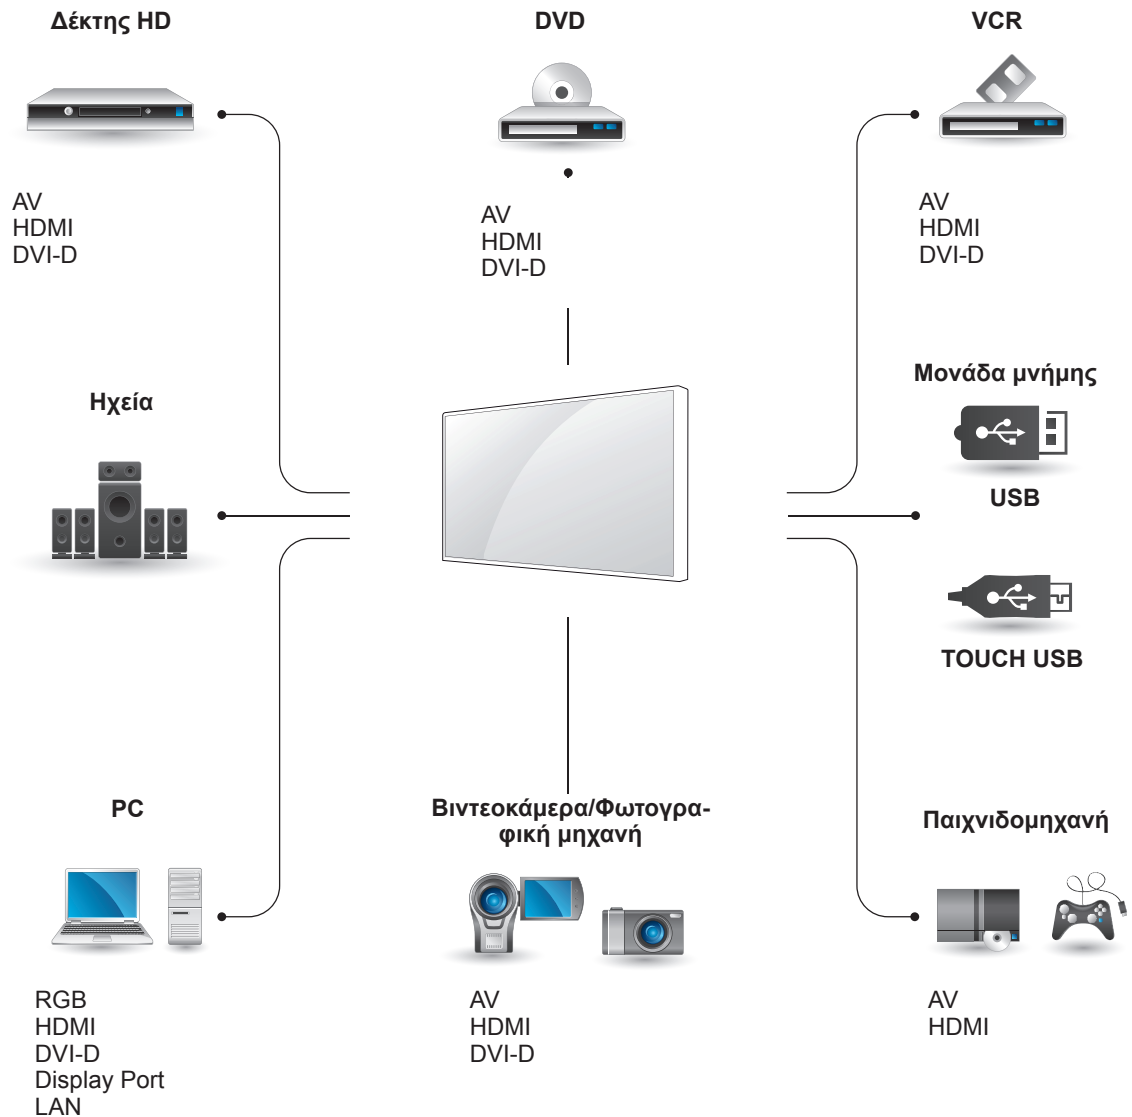 Δέκτης HD
AV
HDMI
DVI-D
DVD
AV
HDMI
DVI-D
VCR
AV
HDMI
DVI-D
Ηχεία
Μονάδα μνήμης
USB
TOUCH USB
PC
RGB
HDMI
DVI-D
Display Port
LAN
Βιντεοκάμερα/Φωτογρα-
φική μηχανή
AV
HDMI
DVI-D
Παιχνιδομηχανή
AV
HDMI